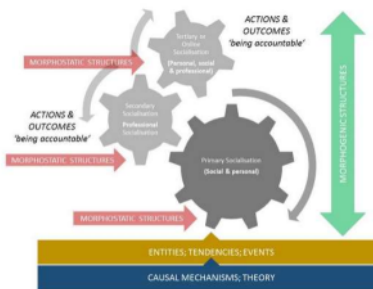 ACTIONS &
OUTCOMES
'being accountable'
Tertiary or
Online
Socialisation
(Personal, social
& professional)
MORPHOSTATIC STRUCTURES
ACTIONS &
OUTCOMES
'being accountable'
Secondary
Socialisation
Professional
Socialisation
MORPHOSTATIC STRUCTURES
Primary Socialisation
(Social & personal)
MORPHOSTATIC STRUCTURES
MORPHOGENIC STRUCTURES
ENTITIES; TENDENCIES; EVENTS
CAUSAL MECHANISMS; THEORY